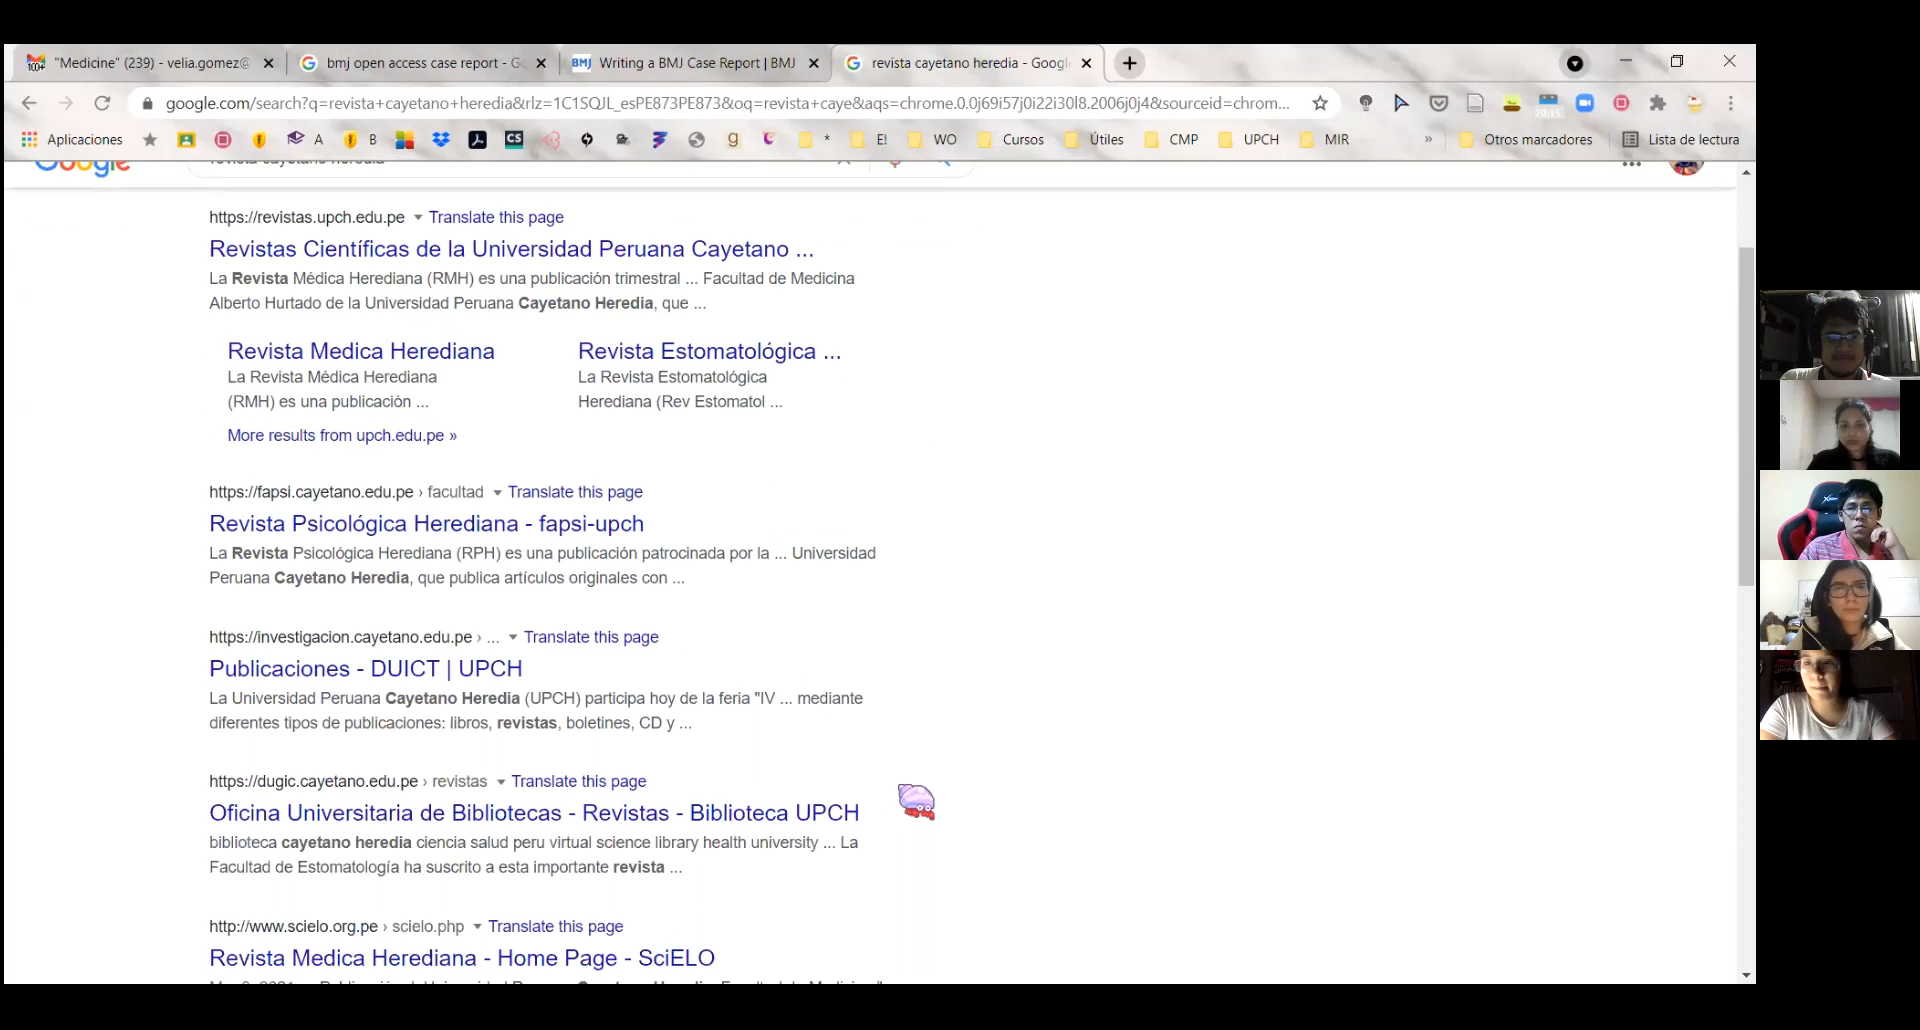 "Medicine" (239) - velia.gomez@
bmj open access case report - G
BMJ Writing a BMJ Case Report | BMJ
revista cayetano heredia - Googl
google.com/search?q=revista+cayetano+heredia&rlz=1C1SQJL_esPE873PE873&oq=revista+caye&aqs=chrome.0.0j69i57j0i22i30l8.2006j0j4&sourceid=chrom...
Aplicaciones A B CS g * E! WO Cursos Útiles CMP UPCH MIR » Otros marcadores Lista de lectura
Google revista cayetano heredia
https://revistas.upch.edu.pe Translate this page
Revistas Científicas de la Universidad Peruana Cayetano ...
La Revista Médica Herediana (RMH) es una publicación trimestral ... Facultad de Medicina
Alberto Hurtado de la Universidad Peruana Cayetano Heredia, que ...
Revista Medica Herediana
La Revista Médica Herediana
(RMH) es una publicación ...
Revista Estomatológica ...
La Revista Estomatológica
Herediana (Rev Estomatol ...
More results from upch.edu.pe »
https://fapsi.cayetano.edu.pe › facultad Translate this page
Revista Psicológica Herediana - fapsi-upch
La Revista Psicológica Herediana (RPH) es una publicación patrocinada por la ... Universidad
Peruana Cayetano Heredia, que publica artículos originales con ...
https://investigacion.cayetano.edu.pe › ... Translate this page
Publicaciones - DUICT | UPCH
La Universidad Peruana Cayetano Heredia (UPCH) participa hoy de la feria "IV ... mediante
diferentes tipos de publicaciones: libros, revistas, boletines, CD y ...
https://dugic.cayetano.edu.pe › revistas Translate this page
Oficina Universitaria de Bibliotecas - Revistas - Biblioteca UPCH
biblioteca cayetano heredia ciencia salud peru virtual science library health university ... La
Facultad de Estomatología ha suscrito a esta importante revista ...
http://www.scielo.org.pe › scielo.php Translate this page
Revista Medica Herediana - Home Page - SciELO